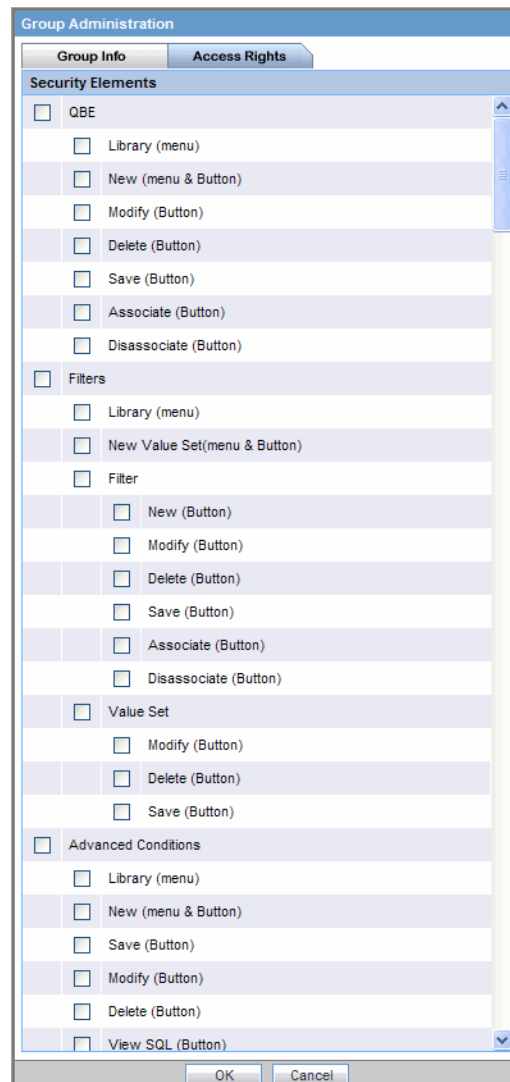 Group Administration
Group Info Access Rights
Security Elements
QBE
Library (menu)
New (menu & Button)
Modify (Button)
Delete (Button)
Save (Button)
Associate (Button)
Disassociate (Button)
Filters
Library (menu)
New Value Set(menu & Button)
Filter
New (Button)
Modify (Button)
Delete (Button)
Save (Button)
Associate (Button)
Disassociate (Button)
Value Set
Modify (Button)
Delete (Button)
Save (Button)
Advanced Conditions
Library (menu)
New (menu & Button)
Save (Button)
Modify (Button)
Delete (Button)
View SQL (Button)
OK Cancel